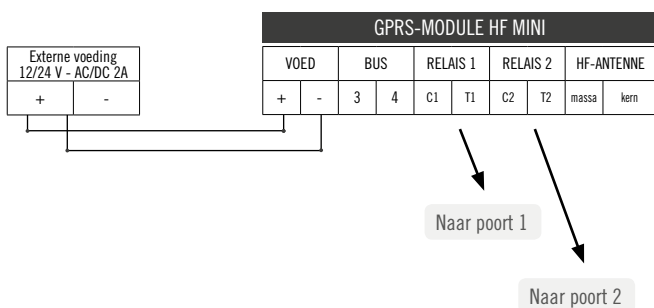 GPRS-MODULE HF MINI
Externe voeding
12/24 V - AC/DC 2A
+ -
VOED BUS RELAIS 1 RELAIS 2 HF-ANTENNE
+ - 3 4 C1 T1 C2 T2 massa kern
Naar poort 1
Naar poort 2